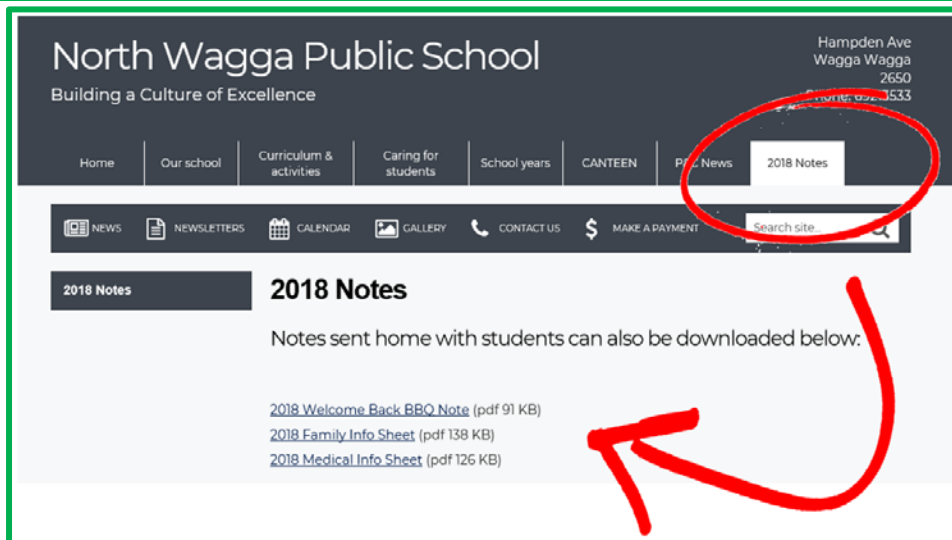 North Wagga Public School
Building a Culture of Excellence
Hampden Ave
Wagga Wagga
2650
Home
Our school
Curriculum &
activities
Caring for
students
School years
CANTEEN
News
2018 Notes
NEWS
NEWSLETTERS
CALENDAR
GALLERY
CONTACT US
MAKE A PAYMENT
Search site...
2018 Notes
2018 Notes
Notes sent home with students can also be downloaded below:
2018 Welcome Back BBQ Note (pdf 91 KB)
2018 Family Info Sheet (pdf 138 KB)
2018 Medical Info Sheet (pdf 126 KB)